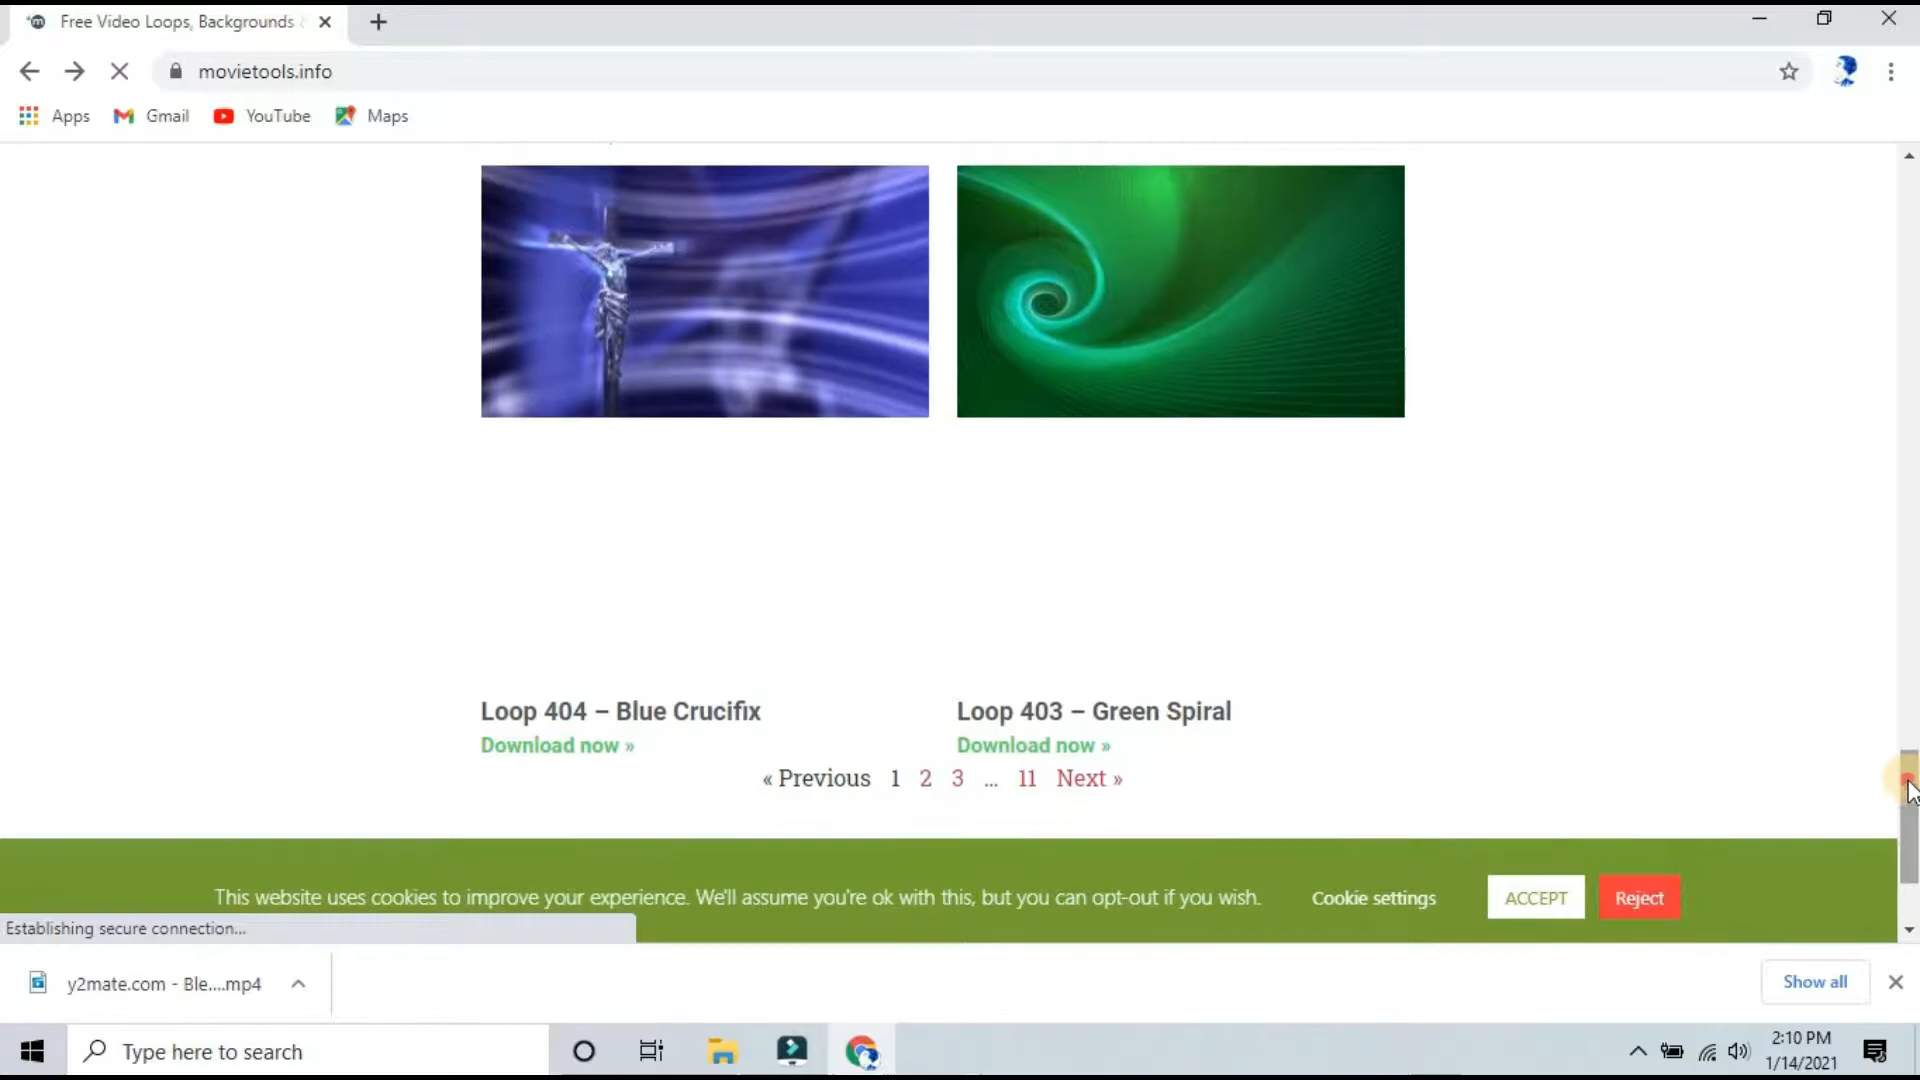 Free Video Loops, Backgrounds
movietools.info
Apps Gmail YouTube Maps
Loop 404 – Blue Crucifix
Download now »
Loop 403 – Green Spiral
Download now »
« Previous 1 2 3 ... 11 Next »
This website uses cookies to improve your experience. We'll assume you're ok with this, but you can opt-out if you wish. Cookie settings ACCEPT Reject
Establishing secure connection...
y2mate.com - Ble....mp4
Show all
Type here to search
2:10 PM
1/14/2021